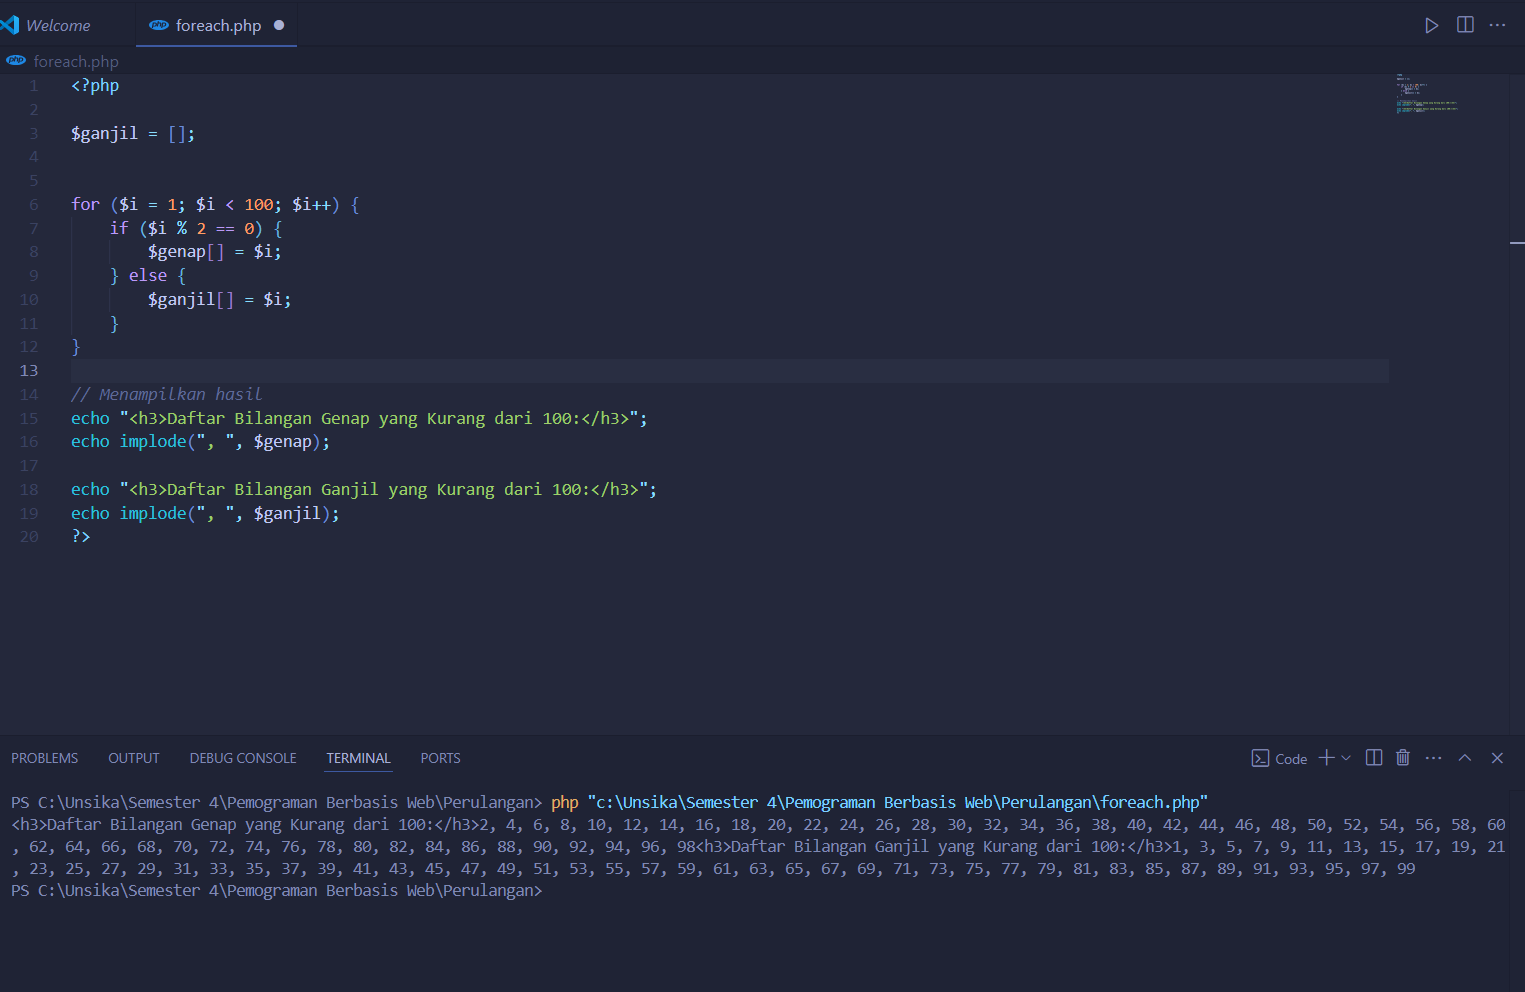 Welcome
php foreach.php
php foreach.php
1 <?php
2
3 $ganjil = [];
4
5
6 for ($i = 1; $i < 100; $i++) {
7 if ($i % 2 == 0) {
8 $genap[] = $i;
9 } else {
10 $ganjil[] = $i;
11 }
12 }
13
14 // Menampilkan hasil
15 echo "<h3>Daftar Bilangan Genap yang Kurang dari 100:</h3>";
16 echo implode(", ", $genap);
17
18 echo "<h3>Daftar Bilangan Ganjil yang Kurang dari 100:</h3>";
19 echo implode(", ", $ganjil);
20 ?>
PROBLEMS OUTPUT DEBUG CONSOLE TERMINAL PORTS Code
PS C:\Unsika\Semester 4\Pemograman Berbasis Web\Perulangan> php "c:\Unsika\Semester 4\Pemograman Berbasis Web\Perulangan\foreach.php"
<h3>Daftar Bilangan Genap yang Kurang dari 100:</h3>2, 4, 6, 8, 10, 12, 14, 16, 18, 20, 22, 24, 26, 28, 30, 32, 34, 36, 38, 40, 42, 44, 46, 48, 50, 52, 54, 56, 58, 60
, 62, 64, 66, 68, 70, 72, 74, 76, 78, 80, 82, 84, 86, 88, 90, 92, 94, 96, 98<h3>Daftar Bilangan Ganjil yang Kurang dari 100:</h3>1, 3, 5, 7, 9, 11, 13, 15, 17, 19, 21
, 23, 25, 27, 29, 31, 33, 35, 37, 39, 41, 43, 45, 47, 49, 51, 53, 55, 57, 59, 61, 63, 65, 67, 69, 71, 73, 75, 77, 79, 81, 83, 85, 87, 89, 91, 93, 95, 97, 99
PS C:\Unsika\Semester 4\Pemograman Berbasis Web\Perulangan>